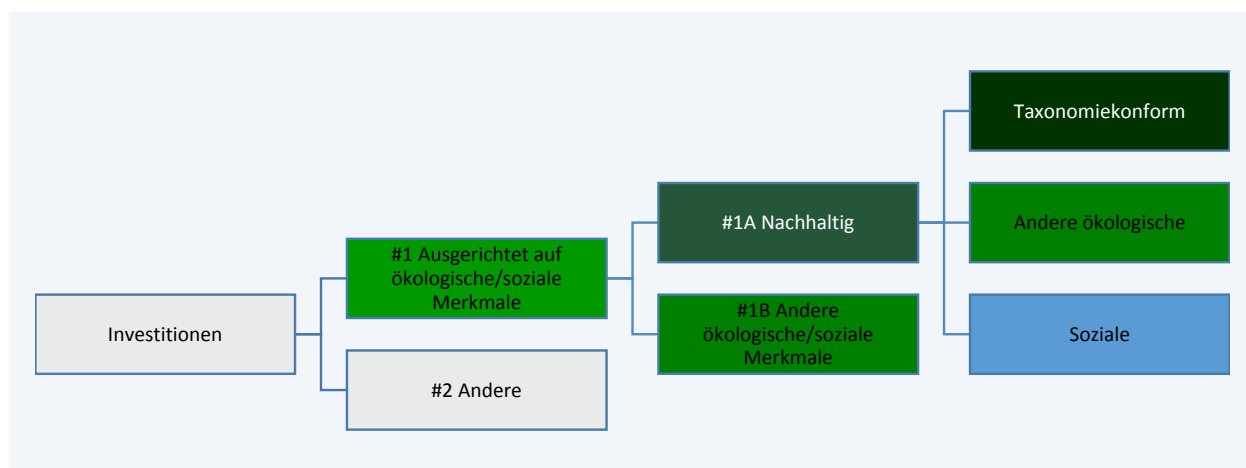 Investitionen
#1 Ausgerichtet auf
ökologische/soziale
Merkmale
#2 Andere
#1A Nachhaltig
#1B Andere
ökologische/soziale
Merkmale
Taxonomiekonform
Andere ökologische
Soziale